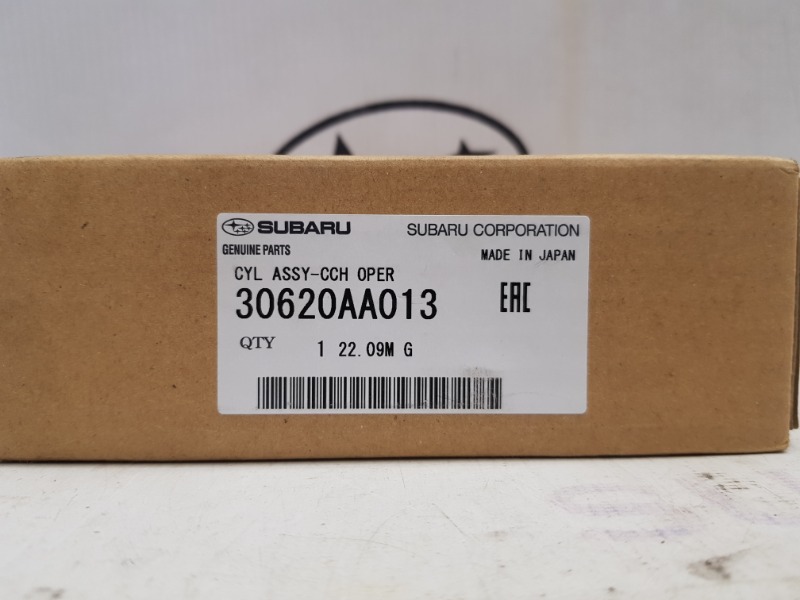 SUBARU SUBARU CORPORATION
GENUINE PARTS MADE IN JAPAN
CYL ASSY-CCH OPER
30620AA013 EAC
QTY 1 22.09M G